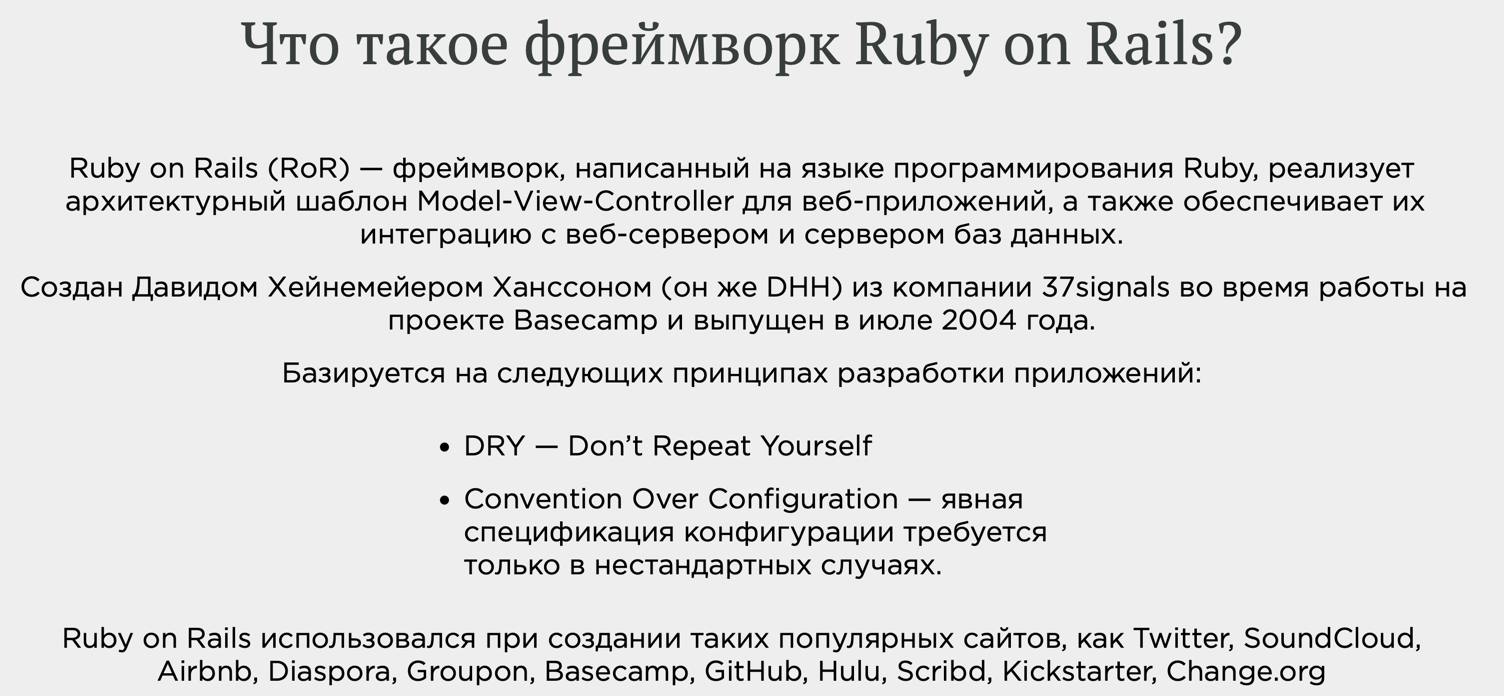 Что такое фреймворк Ruby on Rails?
Ruby on Rails (RoR) — фреймворк, написанный на языке программирования Ruby, реализует
архитектурный шаблон Model-View-Controller для веб-приложений, а также обеспечивает их
интеграцию с веб-сервером и сервером баз данных.
Создан Давидом Хейнемейером Ханссоном (он же DHH) из компании 37signals во время работы на
проекте Basecamp и выпущен в июле 2004 года.
Базируется на следующих принципах разработки приложений:
• DRY — Don’t Repeat Yourself
• Convention Over Configuration — явная
спецификация конфигурации требуется
только в нестандартных случаях.
Ruby on Rails использовался при создании таких популярных сайтов, как Twitter, SoundCloud,
Airbnb, Diaspora, Groupon, Basecamp, GitHub, Hulu, Scribd, Kickstarter, Change.org